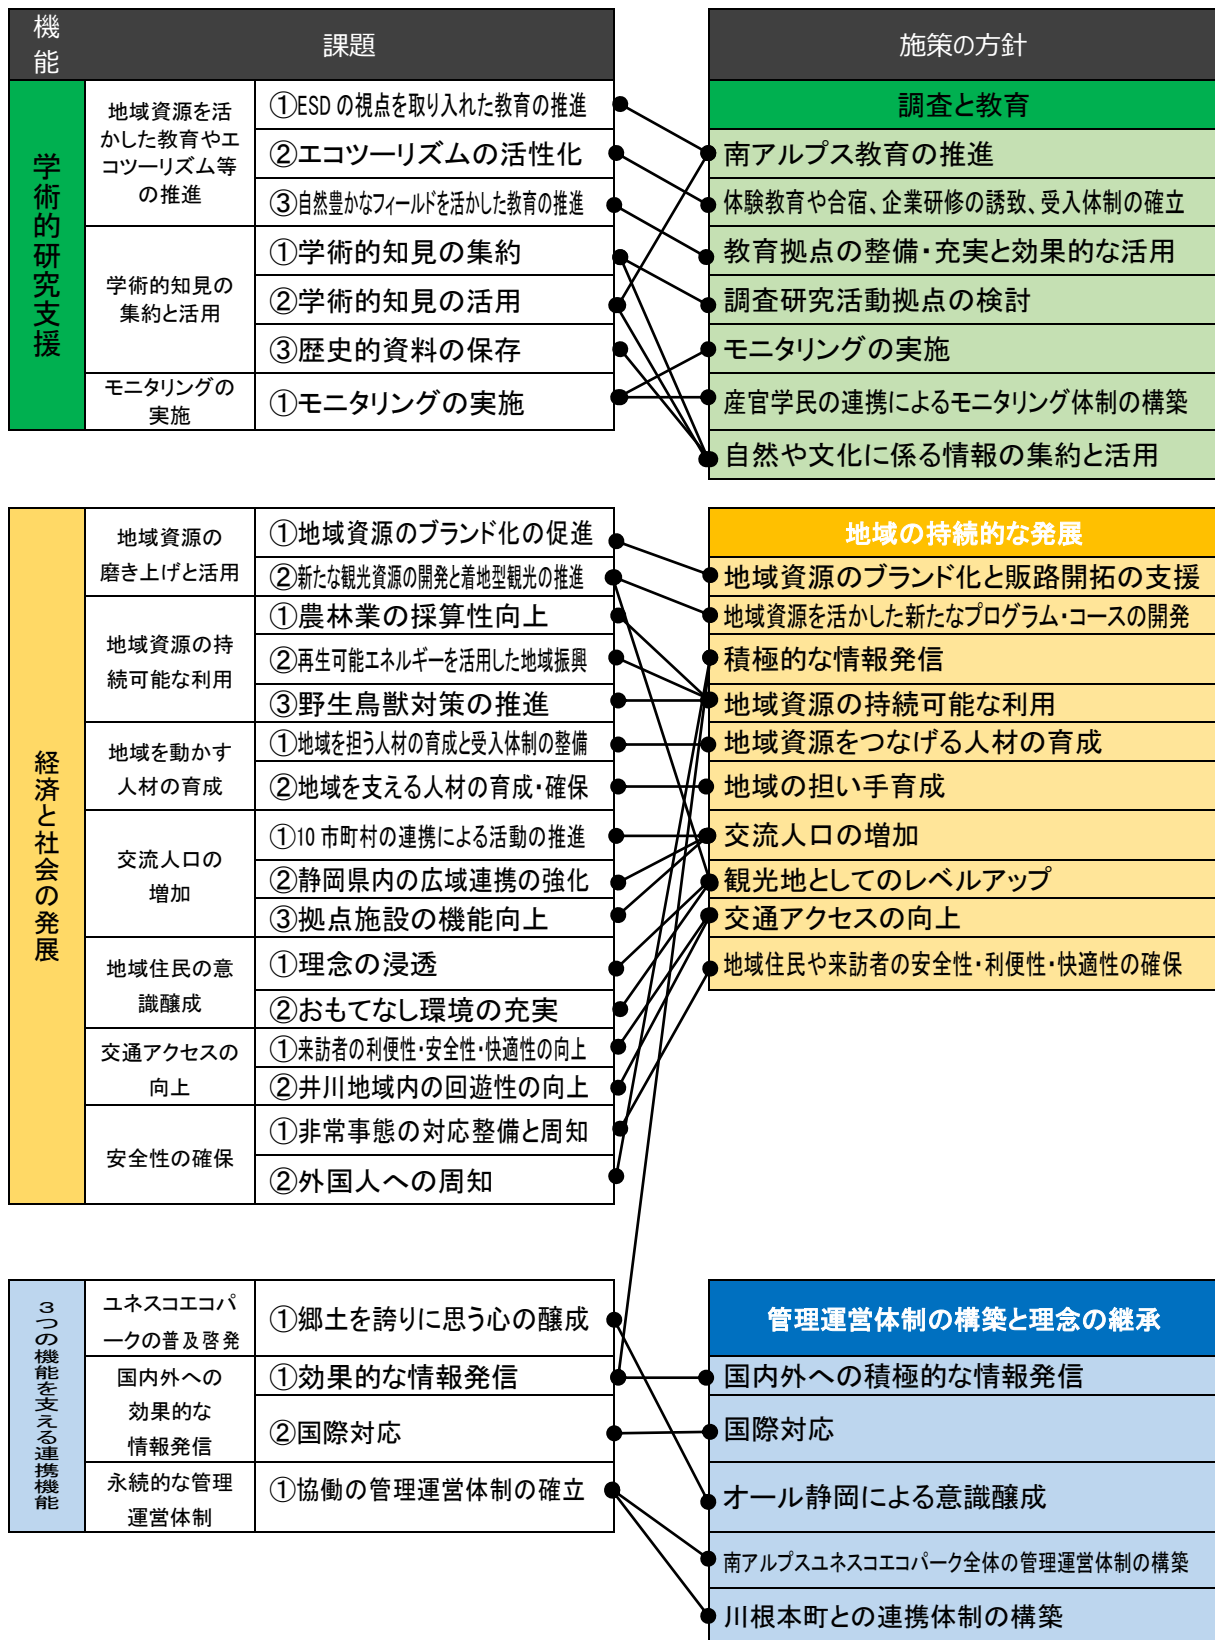 機
能
課題
施策の方針
学術的研究支援
地域資源を活
かした教育やエ
コツーリズム等
の推進
①ESDの視点を取り入れた教育の推進
②エコツーリズムの活性化
③自然豊かなフィールドを活かした教育の推進
学術的知見の
集約と活用
①学術的知見の集約
②学術的知見の活用
③歴史的資料の保存
モニタリングの
実施
①モニタリングの実施
調査と教育
南アルプス教育の推進
体験教育や合宿、企業研修の誘致、受入体制の確立
教育拠点の整備・充実と効果的な活用
調査研究活動拠点の検討
モニタリングの実施
産官学民の連携によるモニタリング体制の構築
自然や文化に係る情報の集約と活用
経済と社会の発展
地域資源の
磨き上げと活用
①地域資源のブランド化の促進
②新たな観光資源の開発と着地型観光の推進
地域資源の持
続可能な利用
①農林業の採算性向上
②再生可能エネルギーを活用した地域振興
③野生鳥獣対策の推進
地域を動かす
人材の育成
①地域を担う人材の育成と受入体制の整備
②地域を支える人材の育成・確保
交流人口の
増加
①10市町村の連携による活動の推進
②静岡県内の広域連携の強化
③拠点施設の機能向上
地域住民の意
識醸成
①理念の浸透
②おもてなし環境の充実
交通アクセスの
向上
①来訪者の利便性・安全性・快適性の向上
②井川地域内の回遊性の向上
安全性の確保
①非常事態の対応整備と周知
②外国人への周知
地域の持続的な発展
地域資源のブランド化と販路開拓の支援
地域資源を活かした新たなプログラム・コースの開発
積極的な情報発信
地域資源の持続可能な利用
地域資源をつなげる人材の育成
地域の担い手育成
交流人口の増加
観光地としてのレベルアップ
交通アクセスの向上
地域住民や来訪者の安全性・利便性・快適性の確保
3つの機能を支える連携機能
ユネスコエコパ
ークの普及啓発
①郷土を誇りに思う心の醸成
国内外への
効果的な
情報発信
①効果的な情報発信
②国際対応
永続的な管理
運営体制
①協働の管理運営体制の確立
管理運営体制の構築と理念の継承
国内外への積極的な情報発信
国際対応
オール静岡による意識醸成
南アルプスユネスコエコパーク全体の管理運営体制の構築
川根本町との連携体制の構築